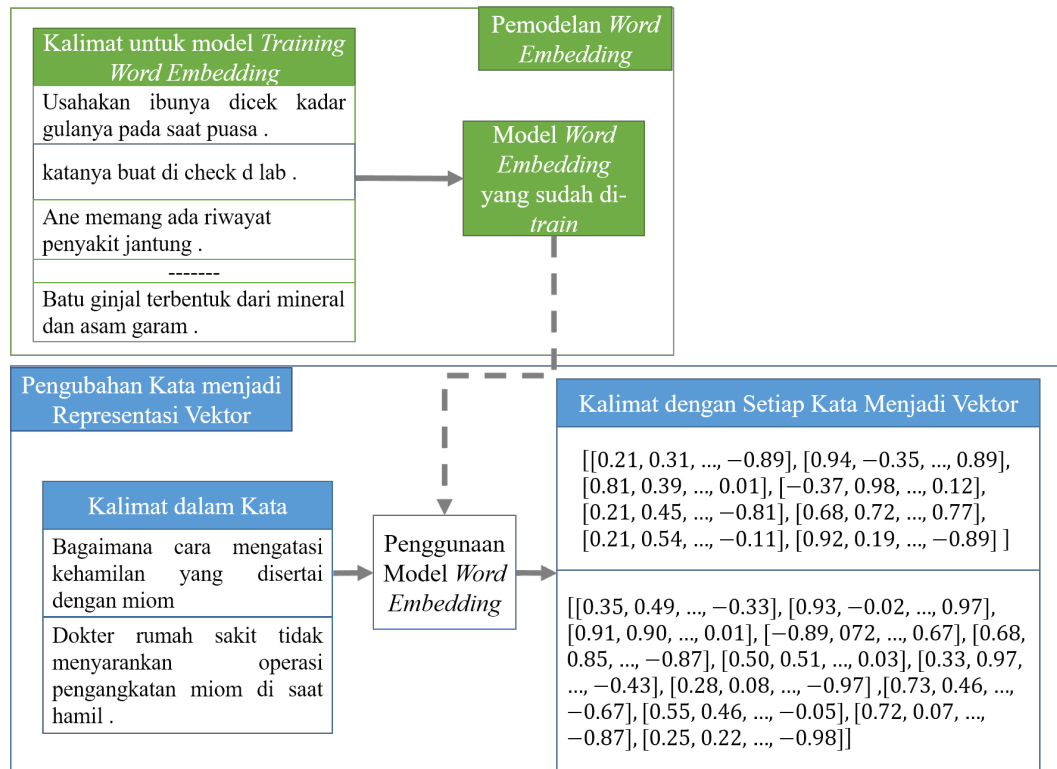 Pemodelan Word
Embedding
Kalimat untuk model Training
Word Embedding
Usahakan ibunya dicek kadar
gulanya pada saat puasa .
katanya buat di check d lab .
Ane memang ada riwayat
penyakit jantung .
-------
Batu ginjal terbentuk dari mineral
dan asam garam .
Model Word
Embedding
yang sudah di-
train
Pengubahan Kata menjadi
Representasi Vektor
Kalimat dalam Kata
Bagaimana cara mengatasi
kehamilan yang disertai
dengan miom
Dokter rumah sakit tidak
menyarankan operasi
pengangkatan miom di saat
hamil .
Penggunaan
Model Word
Embedding
Kalimat dengan Setiap Kata Menjadi Vektor
[[0.21, 0.31, …, −0.89], [0.94, −0.35, …, 0.89],
[0.81, 0.39, …, 0.01], [−0.37, 0.98, …, 0.12],
[0.21, 0.45, …, −0.81], [0.68, 0.72, …, 0.77],
[0.21, 0.54, …, −0.11], [0.92, 0.19, …, −0.89] ]
[[0.35, 0.49, …, −0.33], [0.93, −0.02, …, 0.97],
[0.91, 0.90, …, 0.01], [−0.89, 072, …, 0.67], [0.68,
0.85, …, −0.87], [0.50, 0.51, …, 0.03], [0.33, 0.97,
…, −0.43], [0.28, 0.08, …, −0.97] ,[0.73, 0.46, …,
−0.67], [0.55, 0.46, …, −0.05], [0.72, 0.07, …,
−0.87], [0.25, 0.22, …, −0.98]]